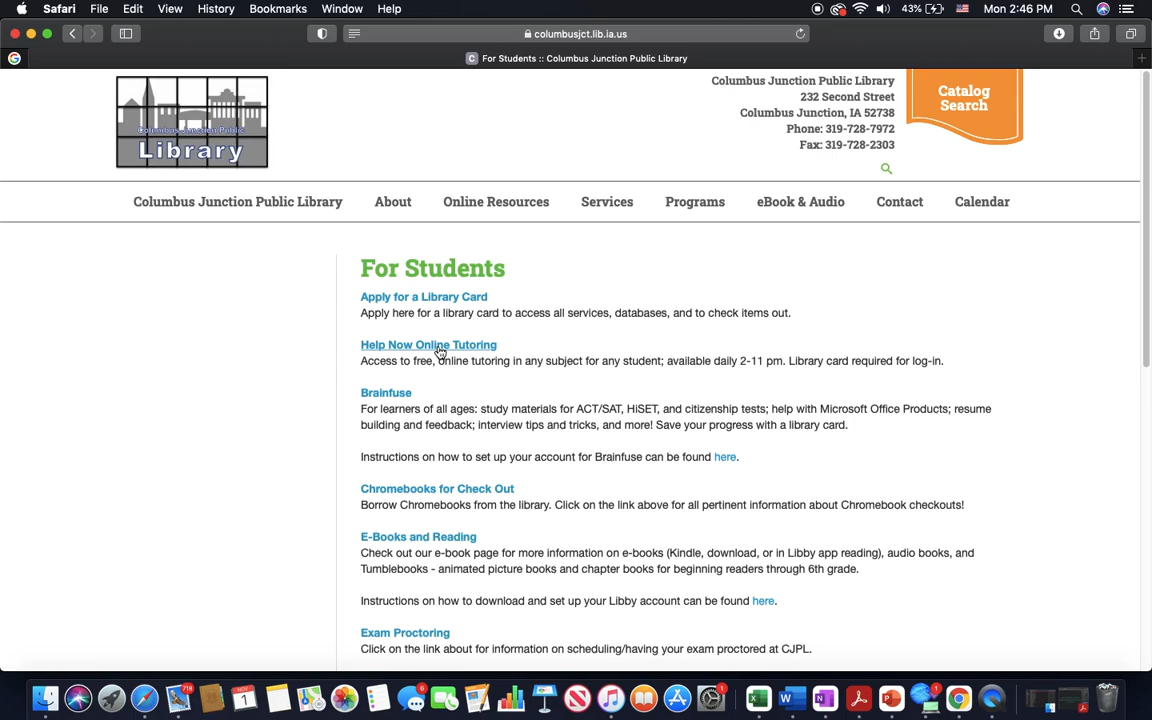 Safari File Edit View History Bookmarks Window Help 43% Mon 2:46 PM
columbusjct.lib.ia.us
G C For Students :: Columbus Junction Public Library
Columbus Junction Public
Library
Columbus Junction Public Library
232 Second Street
Columbus Junction, IA 52738
Phone: 319-728-7972
Fax: 319-728-2303
Catalog
Search
Columbus Junction Public Library About Online Resources Services Programs eBook & Audio Contact Calendar
For Students
Apply for a Library Card
Apply here for a library card to access all services, databases, and to check items out.
Help Now Online Tutoring
Access to free, online tutoring in any subject for any student; available daily 2-11 pm. Library card required for log-in.
Brainfuse
For learners of all ages: study materials for ACT/SAT, HiSET, and citizenship tests; help with Microsoft Office Products; resume
building and feedback; interview tips and tricks, and more! Save your progress with a library card.
Instructions on how to set up your account for Brainfuse can be found here.
Chromebooks for Check Out
Borrow Chromebooks from the library. Click on the link above for all pertinent information about Chromebook checkouts!
E-Books and Reading
Check out our e-book page for more information on e-books (Kindle, download, or in Libby app reading), audio books, and
Tumblebooks - animated picture books and chapter books for beginning readers through 6th grade.
Instructions on how to download and set up your Libby account can be found here.
Exam Proctoring
Click on the link about for information on scheduling/having your exam proctored at CJPL.
718 NOV 1 6 1 1